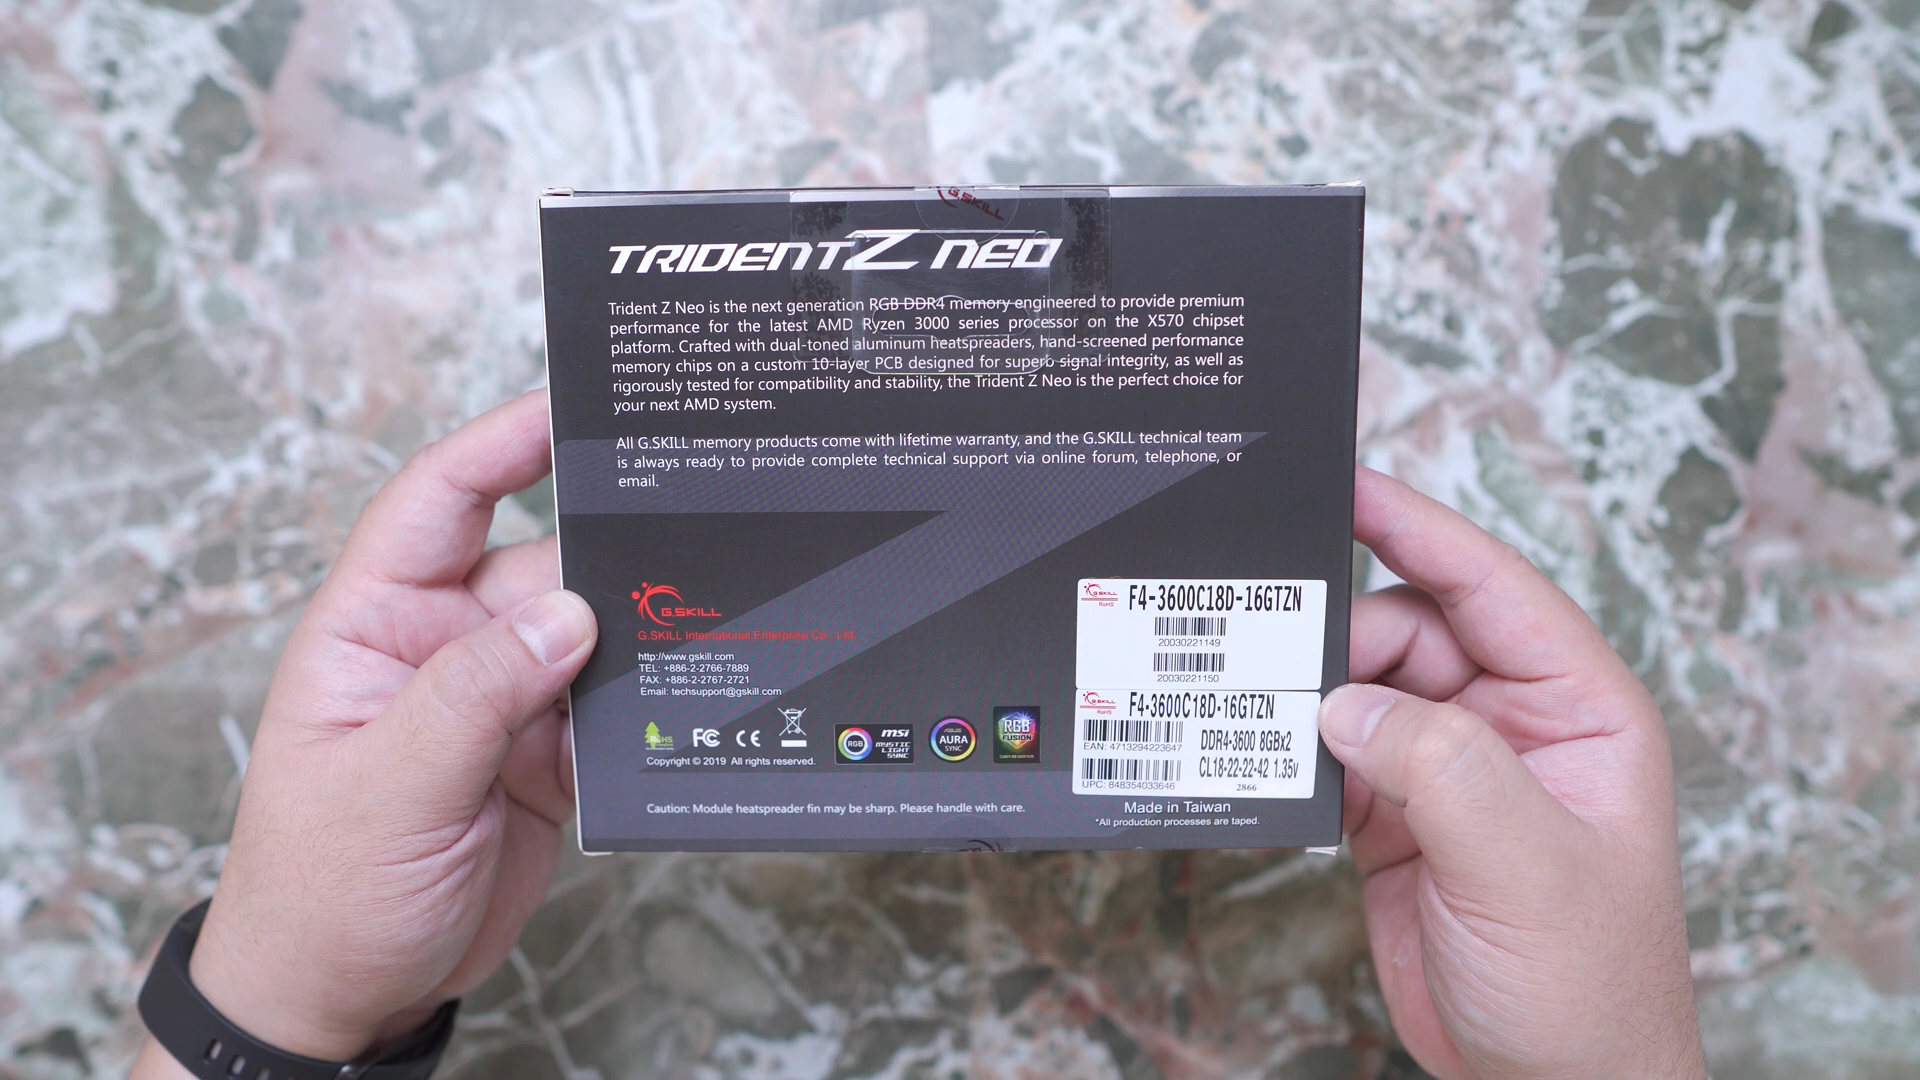 G.SKILL
TRIDENTZ NEO
Trident Z Neo is the next generation RGB DDR4 memory engineered to provide premium
performance for the latest AMD Ryzen 3000 series processor on the X570 chipset
platform. Crafted with dual-toned aluminum heatspreaders, hand-screened performance
memory chips on a custom 10-layer PCB designed for superb signal integrity, as well as
rigorously tested for compatibility and stability, the Trident Z Neo is the perfect choice for
your next AMD system.
All G.SKILL memory products come with lifetime warranty, and the G.SKILL technical team
is always ready to provide complete technical support via online forum, telephone, or
email.
G.SKILL
G.SKILL International Enterprise Co., Ltd.
http://www.gskill.com
TEL: +886-2-2766-7889
FAX: +886-2-2767-2721
Email: techsupport@gskill.com
RoHS
FC CE
RGB
msi
MYSTIC
LIGHT
SYNC
ASUS
AURA
SYNC
RGB
FUSION
Copyright © 2019 All rights reserved.
Caution: Module heatspreader fin may be sharp. Please handle with care.
G.SKILL
RoHS
F4-3600C18D-16GTZN
20030221149
20030221150
G.SKILL
RoHS
F4-3600C18D-16GTZN
EAN: 4713294223647
DDR4-3600 8GBx2
CL18-22-22-42 1.35v
UPC: 848354033646
2866
Made in Taiwan
*All production processes are taped.